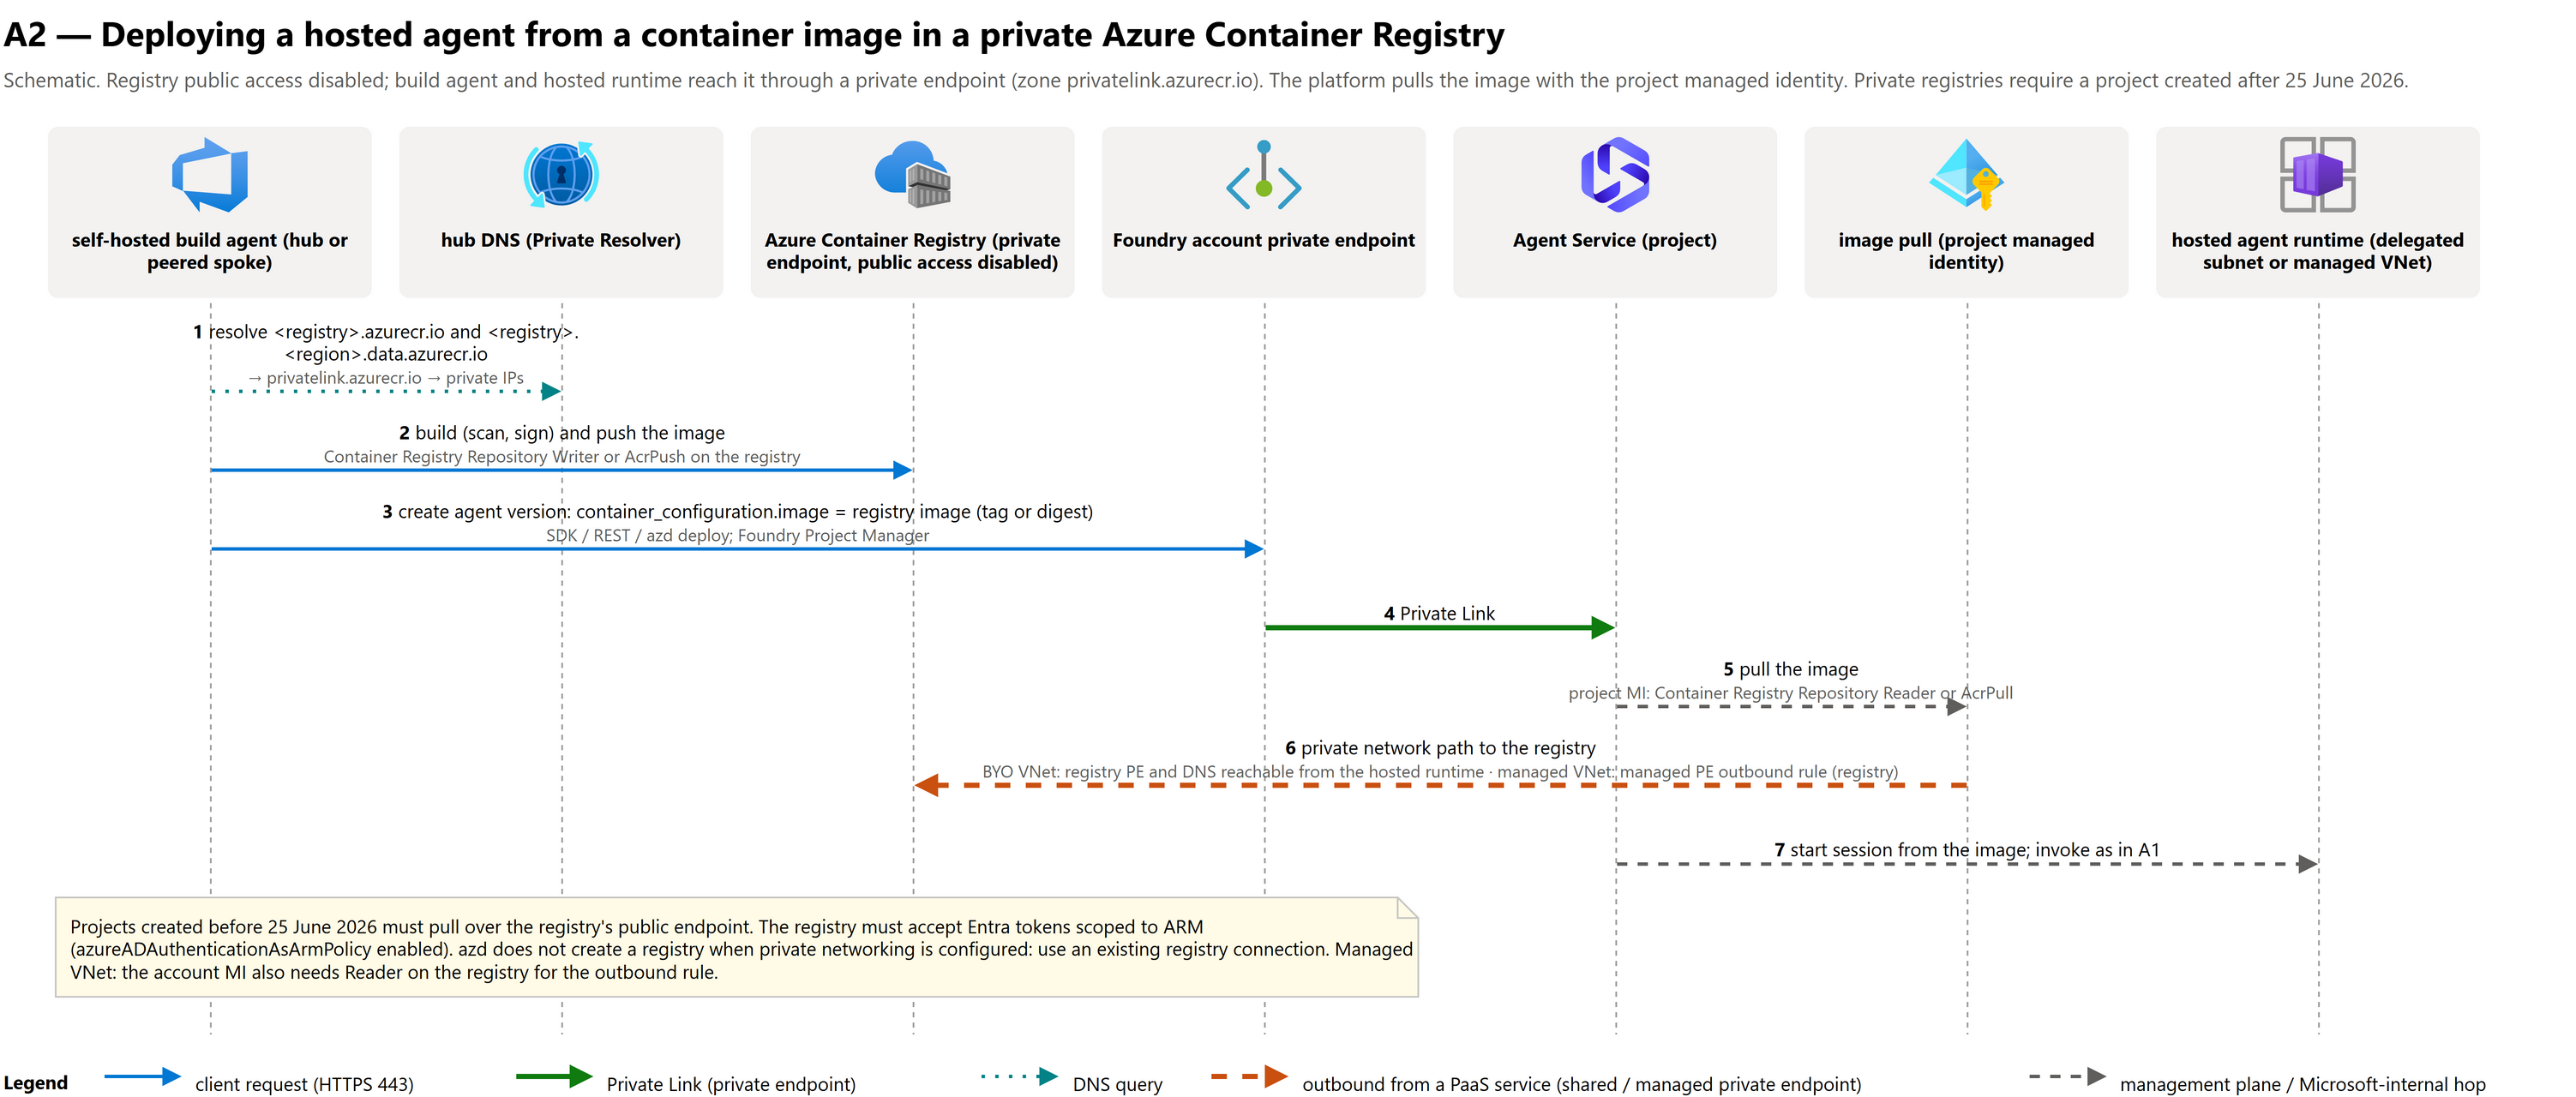 A2 — Deploying a hosted agent from a container image in a private Azure Container Registry
Schematic. Registry public access disabled; build agent and hosted runtime reach it through a private endpoint (zone privatelink.azurecr.io). The platform pulls the image with the project managed identity. Private registries require a project created after 25 June 2026.
self-hosted build agent (hub or
peered spoke)
hub DNS (Private Resolver)
Azure Container Registry (private
endpoint, public access disabled)
Foundry account private endpoint
Agent Service (project)
image pull (project managed
identity)
hosted agent runtime (delegated
subnet or managed VNet)
1 resolve <registry>.azurecr.io and <registry>.
<region>.data.azurecr.io
→ privatelink.azurecr.io → private IPs
2 build (scan, sign) and push the image
Container Registry Repository Writer or AcrPush on the registry
3 create agent version: container_configuration.image = registry image (tag or digest)
SDK / REST / azd deploy; Foundry Project Manager
4 Private Link
5 pull the image
project MI: Container Registry Repository Reader or AcrPull
6 private network path to the registry
BYO VNet: registry PE and DNS reachable from the hosted runtime · managed VNet: managed PE outbound rule (registry)
7 start session from the image; invoke as in A1
Projects created before 25 June 2026 must pull over the registry's public endpoint. The registry must accept Entra tokens scoped to ARM
(azureADAuthenticationAsArmPolicy enabled). azd does not create a registry when private networking is configured: use an existing registry connection. Managed
VNet: the account MI also needs Reader on the registry for the outbound rule.
Legend
client request (HTTPS 443)
Private Link (private endpoint)
DNS query
outbound from a PaaS service (shared / managed private endpoint)
management plane / Microsoft-internal hop